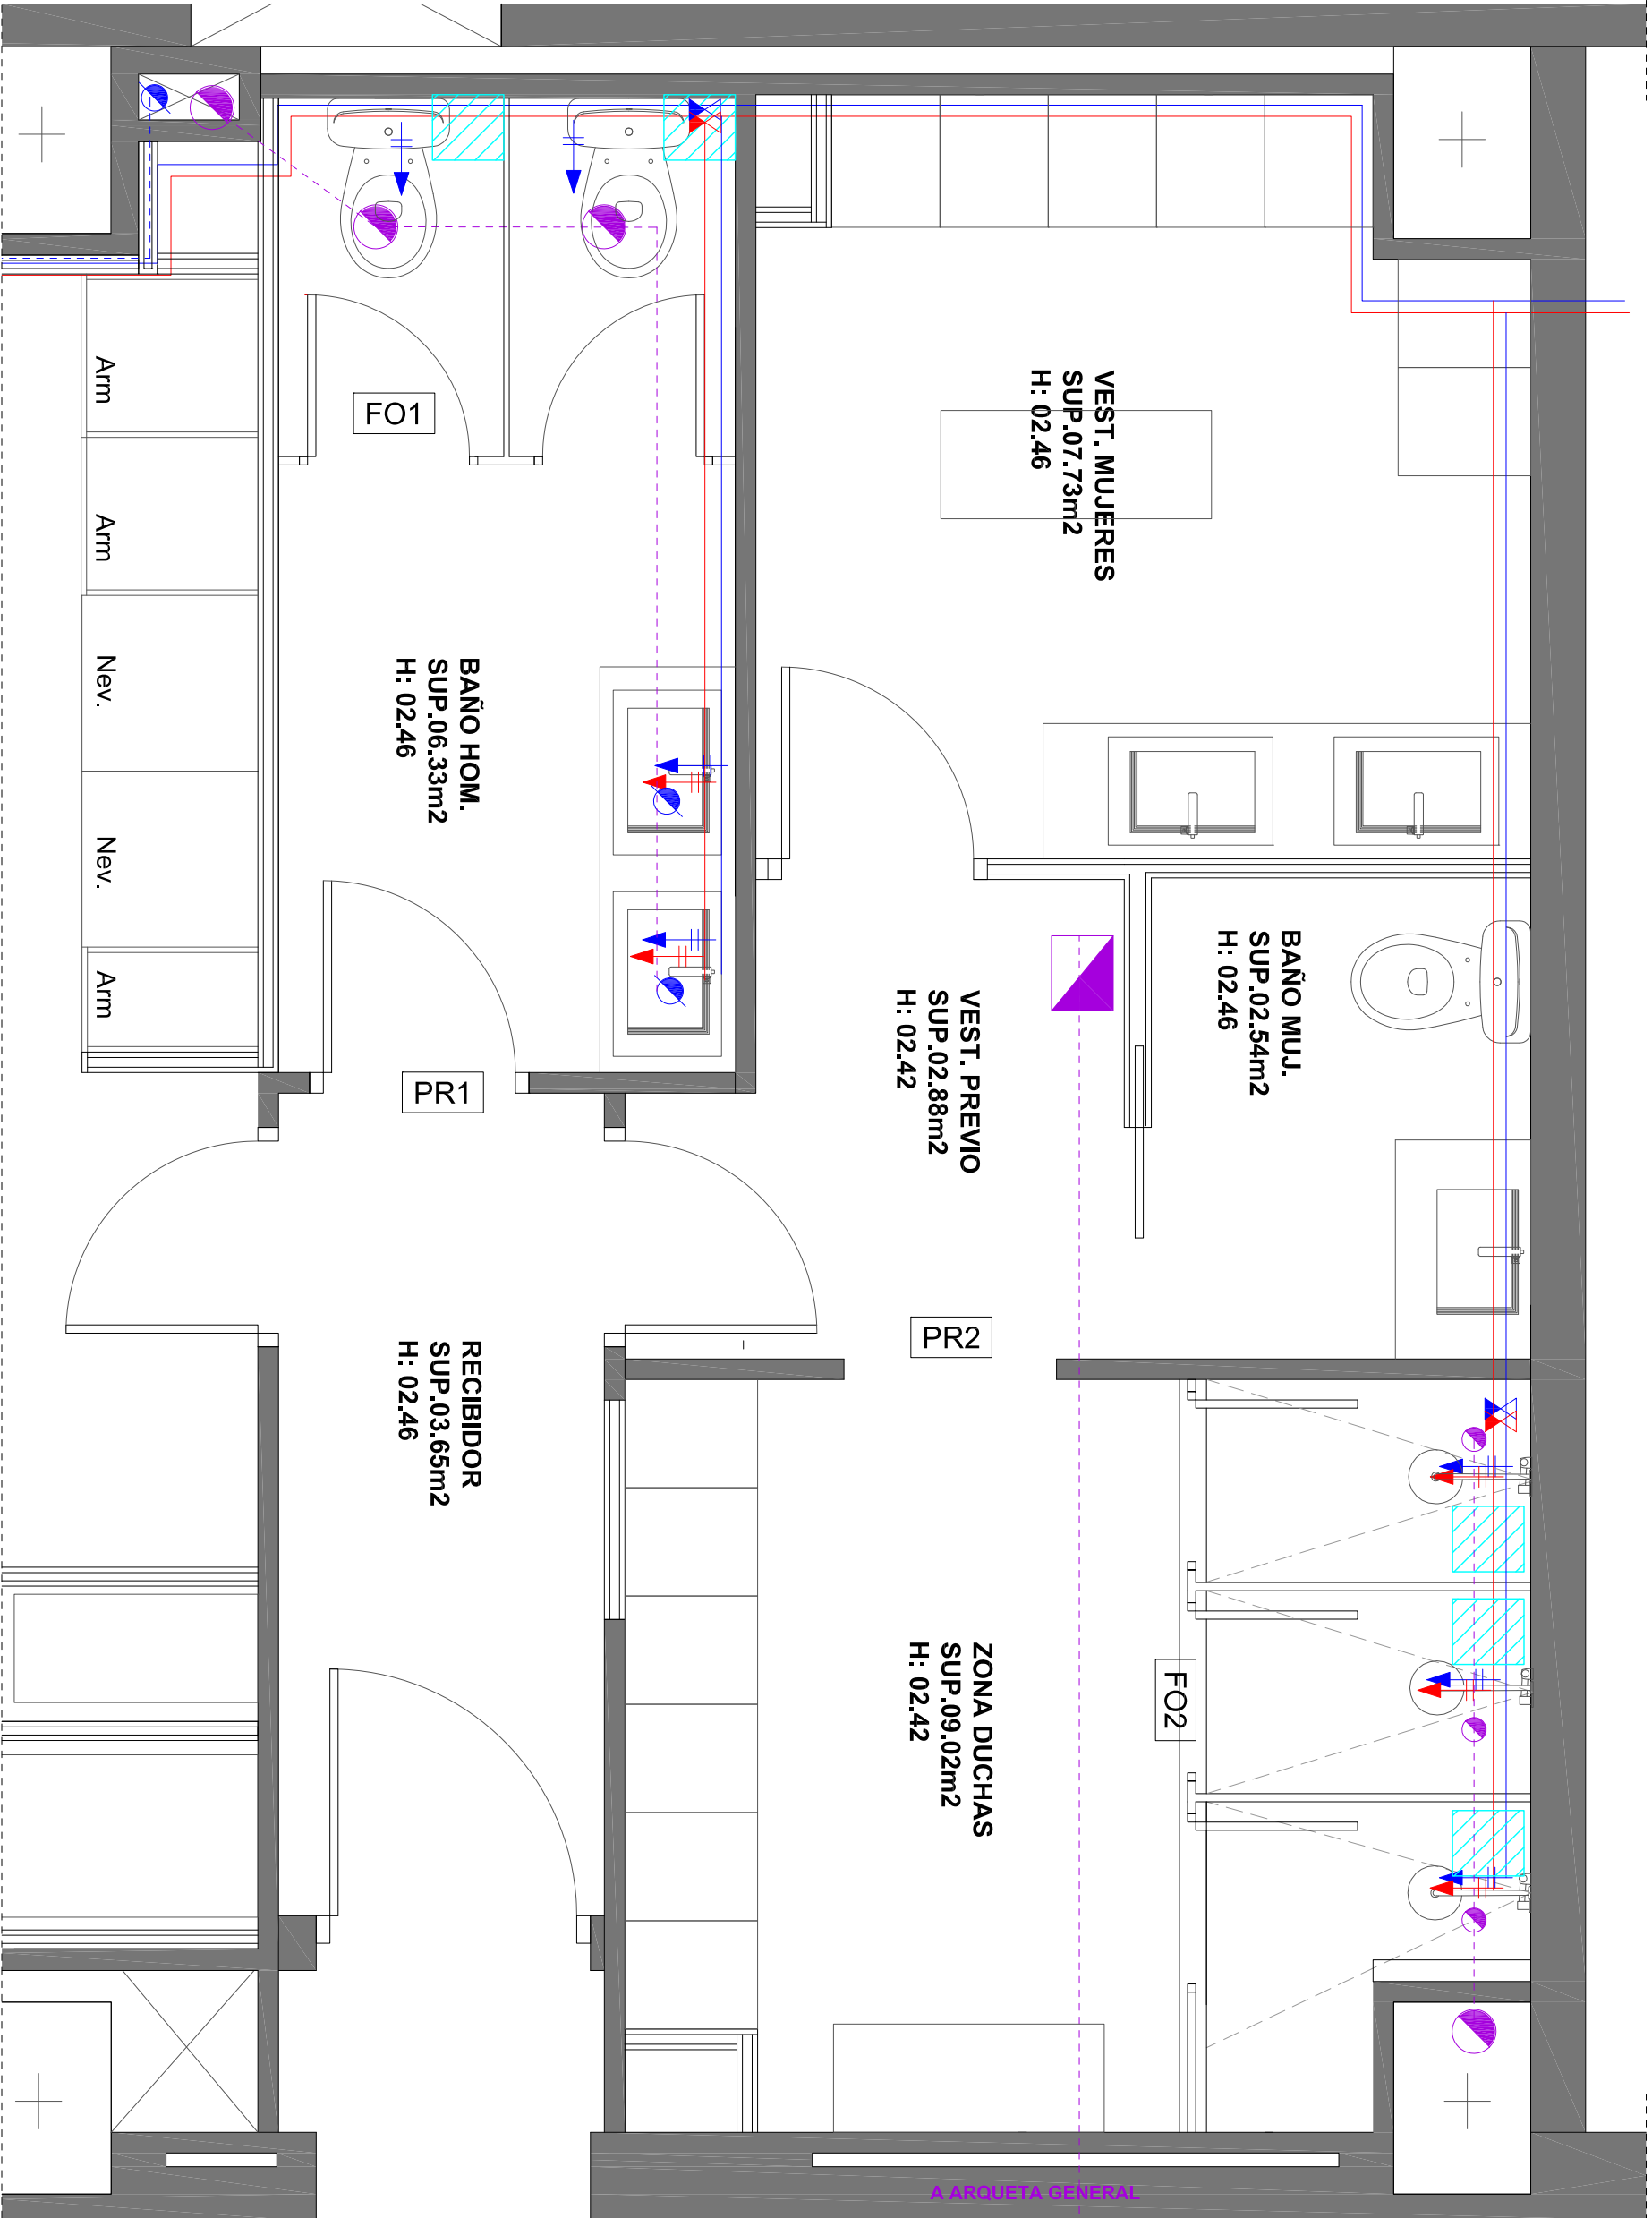 VEST. MUJERES
SUP.07.73m2
H: 02.46
FO1
Arm
Arm
Nev.
Nev.
Arm
BAÑO HOM.
SUP.06.33m2
H: 02.46
BAÑO MUJ.
SUP.02.54m2
H: 02.46
VEST. PREVIO
SUP.02.88m2
H: 02.42
PR1
PR2
RECIBIDOR
SUP.03.65m2
H: 02.46
ZONA DUCHAS
SUP.09.02m2
H: 02.42
FO2
A ARQUETA GENERAL